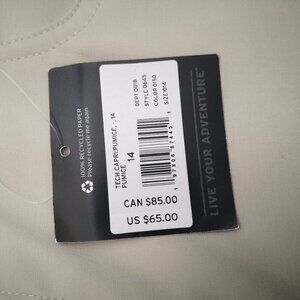 100% RECYCLED PAPER
Please recycle me again
TECH CAPRI:PUMICE, -, 14
PUMICE
14
DEPT 0018
STYLE 0645
COLOR 0150
SIZE 1014
CAN $85.00
US $65.00
LIVE YOUR ADVENTURE